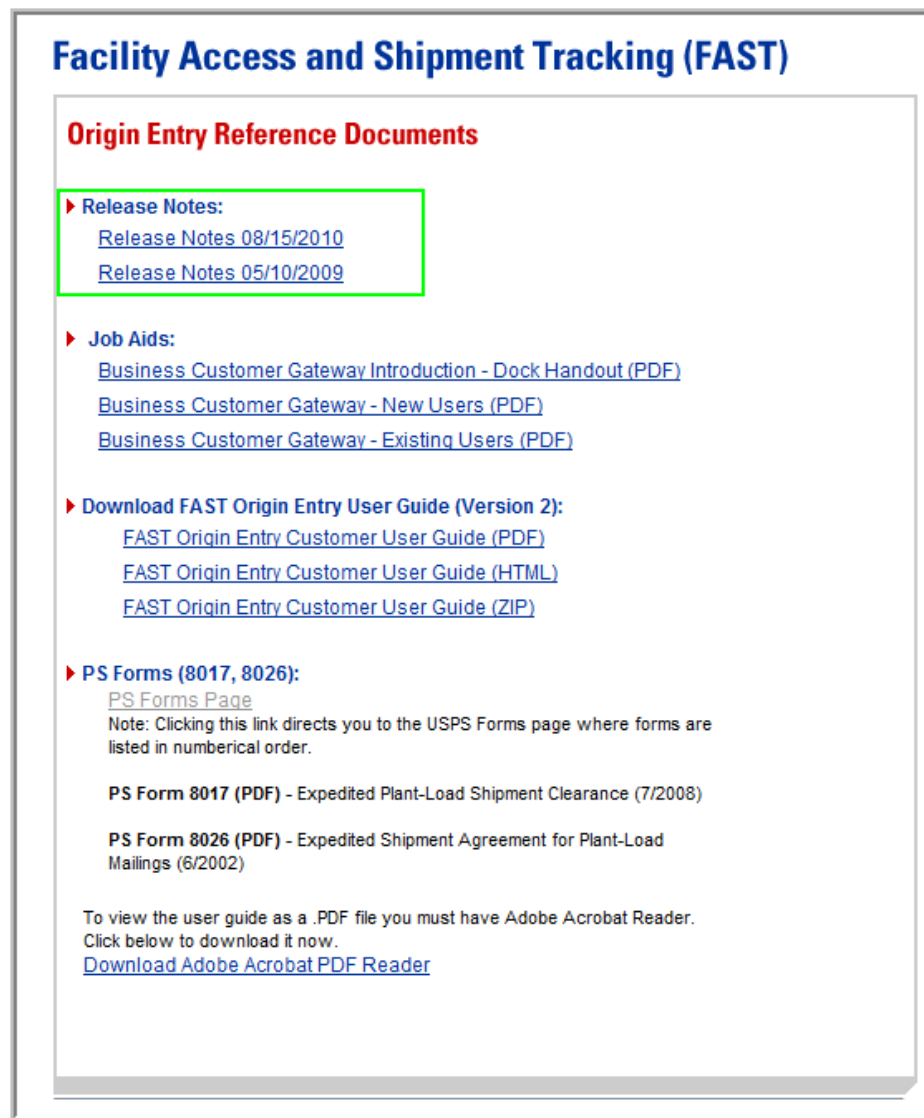 Facility Access and Shipment Tracking (FAST)
Origin Entry Reference Documents
Release Notes:
Release Notes 08/15/2010
Release Notes 05/10/2009
Job Aids:
Business Customer Gateway Introduction - Dock Handout (PDF)
Business Customer Gateway - New Users (PDF)
Business Customer Gateway - Existing Users (PDF)
Download FAST Origin Entry User Guide (Version 2):
FAST Origin Entry Customer User Guide (PDF)
FAST Origin Entry Customer User Guide (HTML)
FAST Origin Entry Customer User Guide (ZIP)
PS Forms (8017, 8026):
PS Forms Page
Note: Clicking this link directs you to the USPS Forms page where forms are
listed in numberical order.
PS Form 8017 (PDF) - Expedited Plant-Load Shipment Clearance (7/2008)
PS Form 8026 (PDF) - Expedited Shipment Agreement for Plant-Load
Mailings (6/2002)
To view the user guide as a .PDF file you must have Adobe Acrobat Reader.
Click below to download it now.
Download Adobe Acrobat PDF Reader